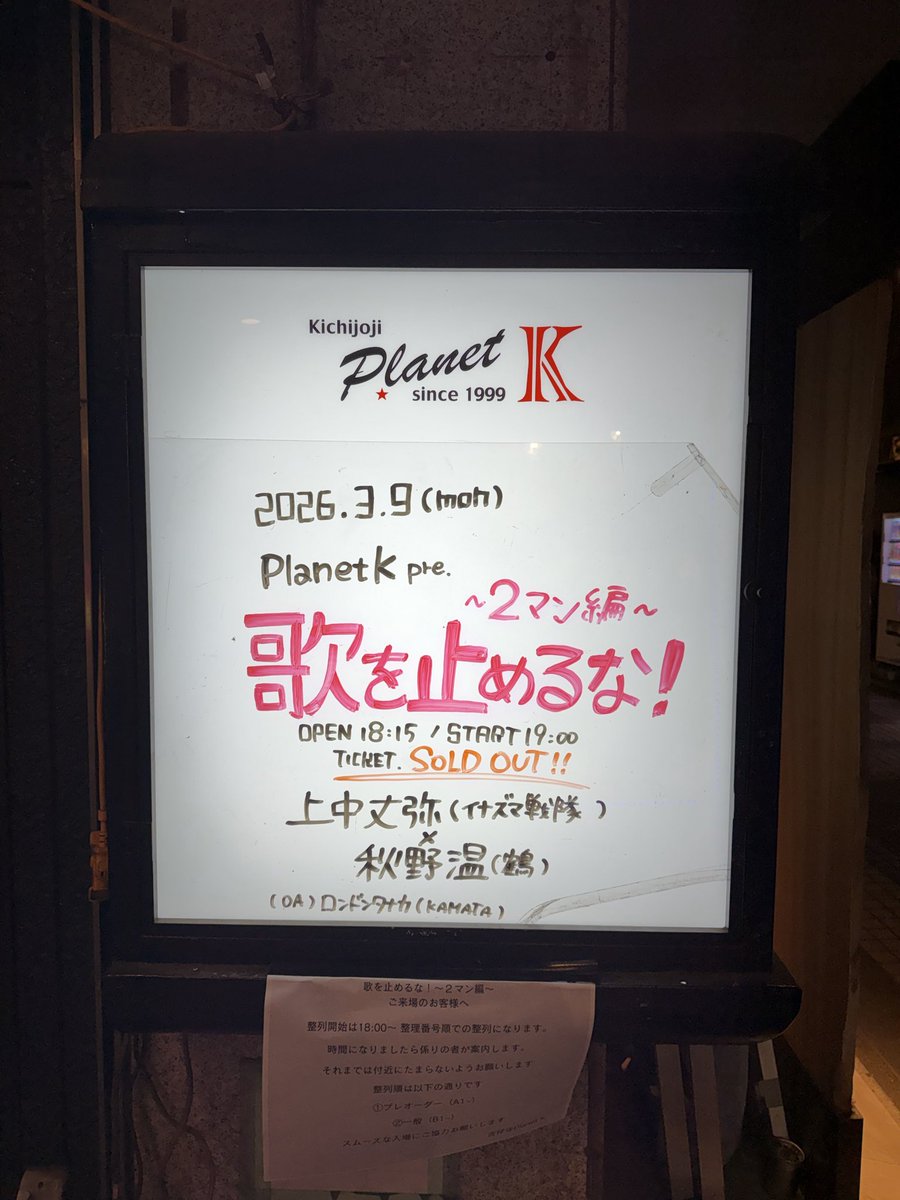 Kichijoji
Planet K
since 1999
2026.3.9(mon)
Planet K pre.
~2マン編~
歌を止めるな!
OPEN 18:15 / START 19:00
TICKET. SOLD OUT!!
上中丈弥(イナズマ戦隊)
×
秋野温(鶴)
(OA)ロンドンタナカ(KAMATA)
歌を止めるな!~2マン編~
ご来場のお客様へ
整列開始は18:00~ 整理番号順での整列になります。
時間になりましたら係りの者が案内します。
それまでは付近にたまらないようお願いします
整列順は以下の通りです
①プレオーダー(A1~)
②一般(B1~)
スムーズな入場にご協力お願いします